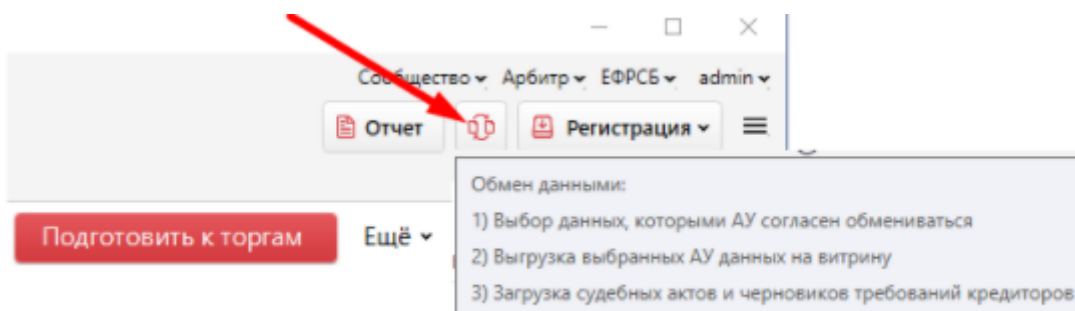 Сообщество Арбитр ЕФРСБ admin
Отчет Регистрация
Обмен данными:
1) Выбор данных, которыми АУ согласен обмениваться
Подготовить к торгам Ещё
2) Выгрузка выбранных АУ данных на витрину
3) Загрузка судебных актов и черновиков требований кредиторов